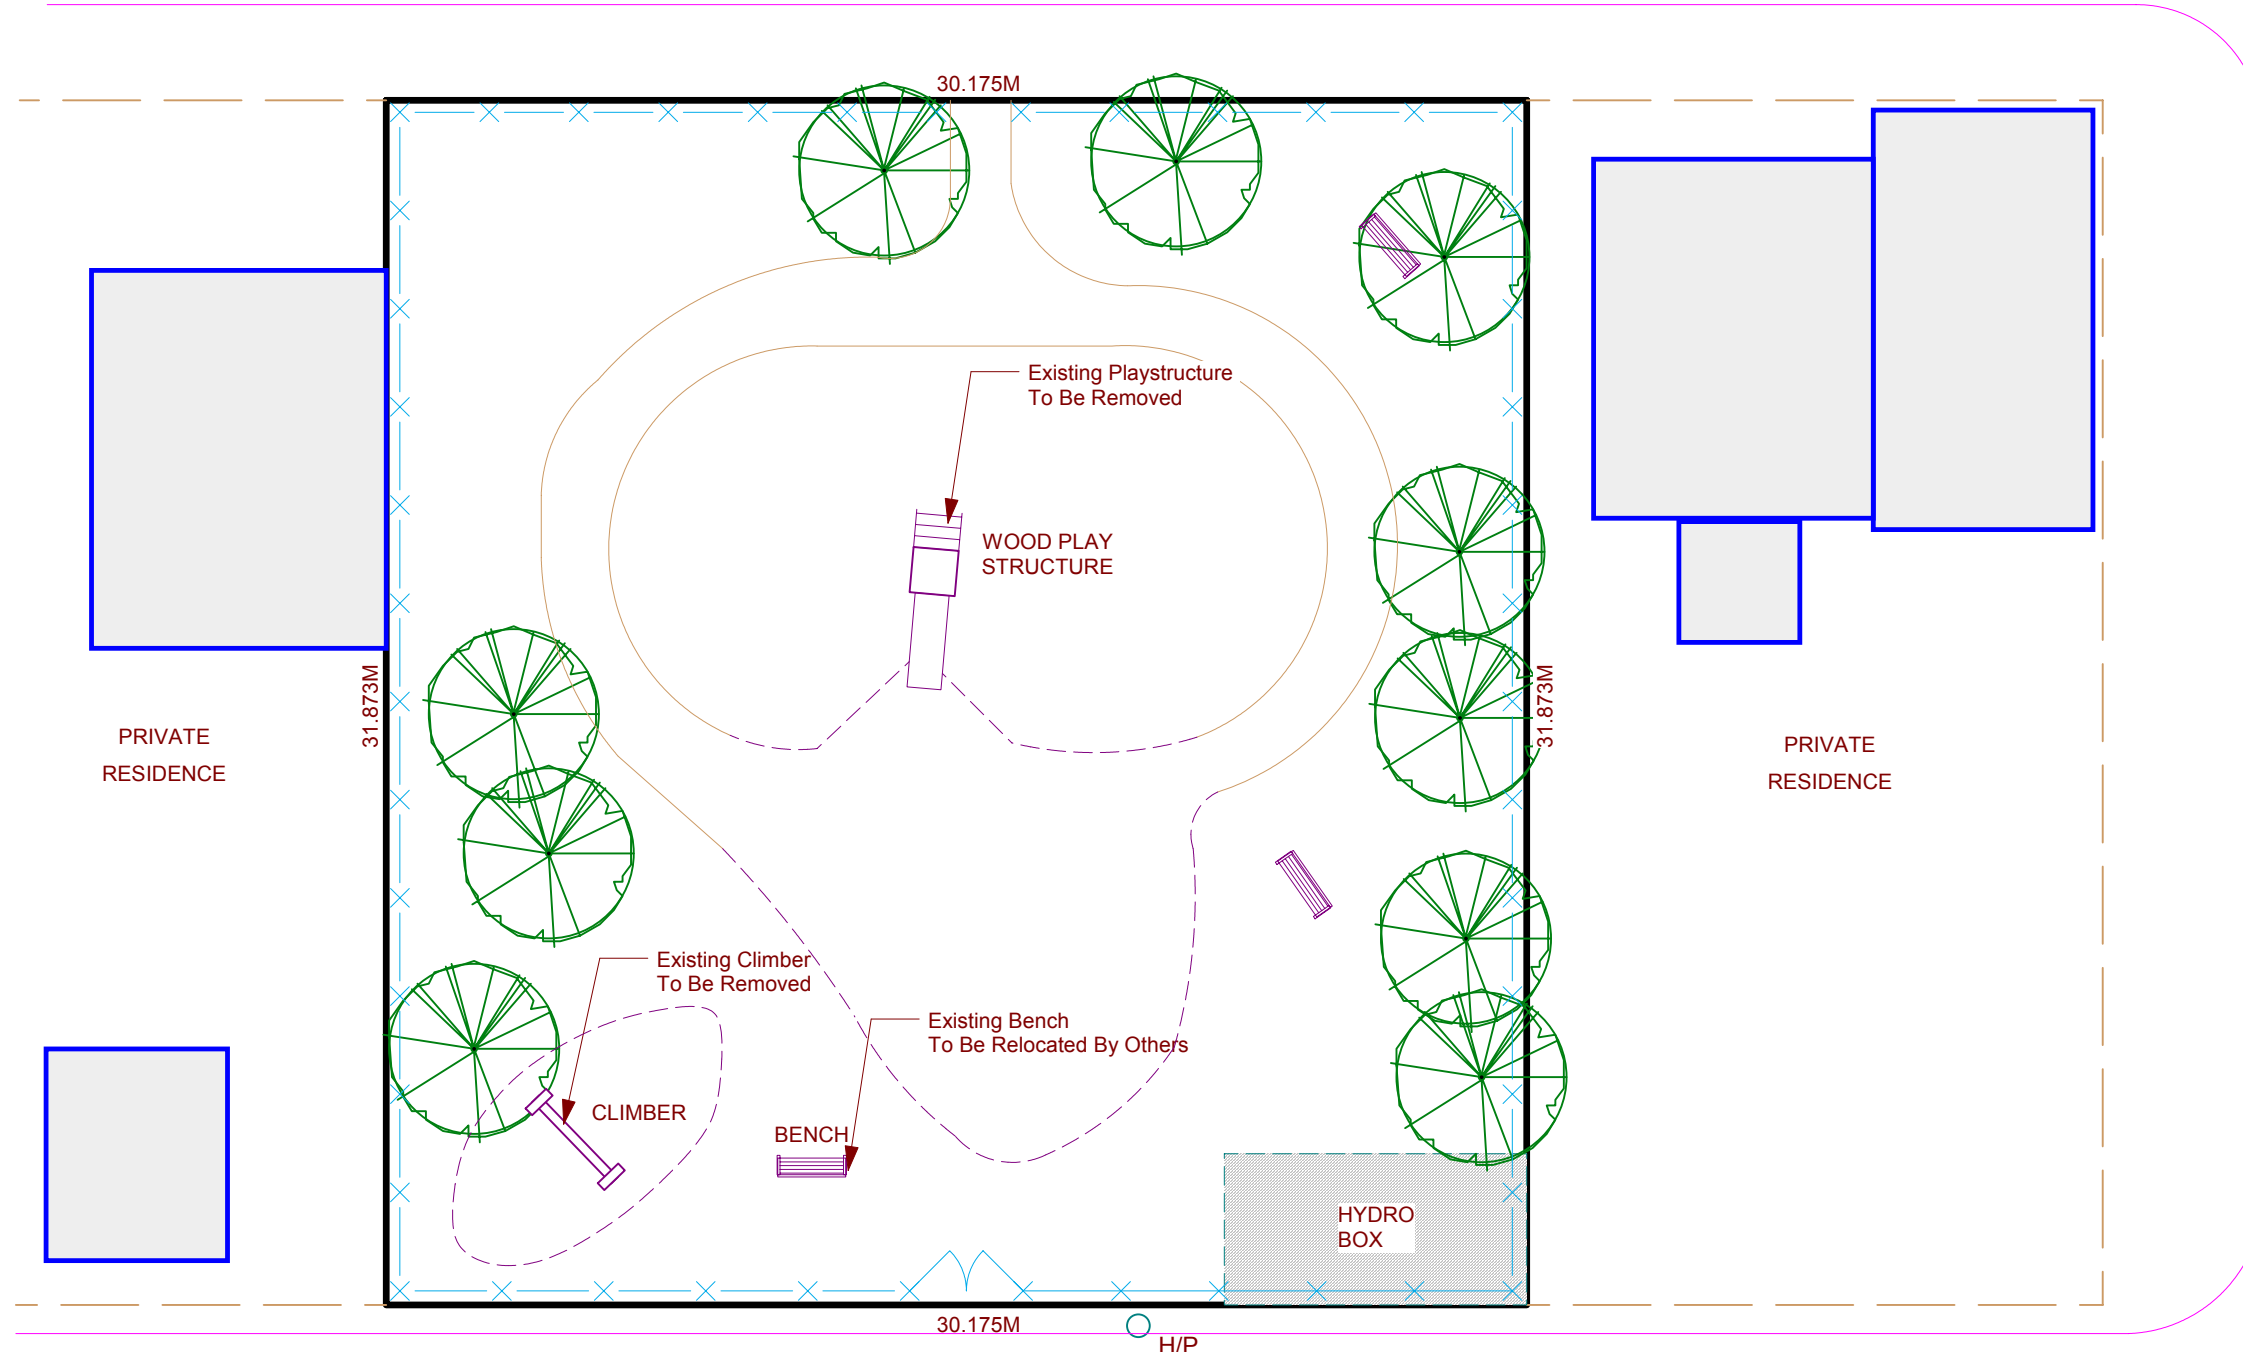 30.175M
Existing Playstructure
To Be Removed
WOOD PLAY
STRUCTURE
31.873M
31.873M
PRIVATE
RESIDENCE
PRIVATE
RESIDENCE
Existing Climber
To Be Removed
Existing Bench
To Be Relocated By Others
CLIMBER
BENCH
HYDRO
BOX
30.175M
H/P